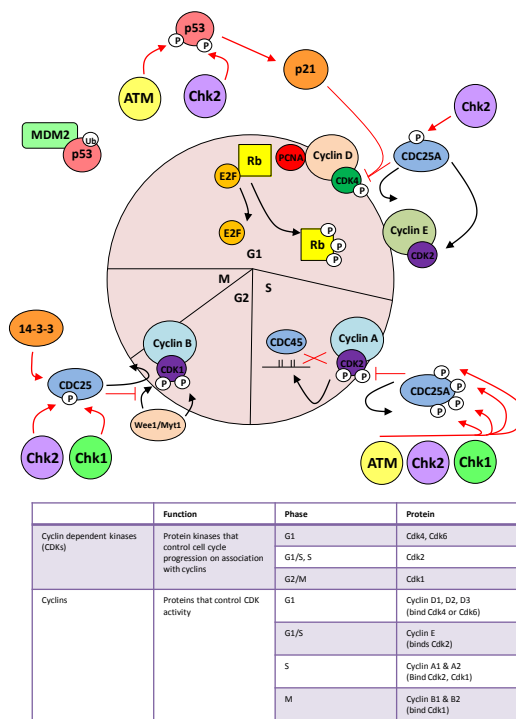 p53
P
P
p21
ATM
Chk2
Chk2
MDM2
Ub
p53
P
CDC25A
Rb
E2F
PCNA
Cyclin D
CDK4
P
Cyclin E
CDK2
E2F
Rb
P
P
P
G1
M
S
G2
14-3-3
Cyclin B
CDK1
P
P
CDC45
Cyclin A
CDK2
P
P
CDC25
P
CDC25A
P
P
P
P
Wee1/Myt1
Chk2
Chk1
ATM
Chk2
Chk1
Function
Phase
Protein
Cyclin dependent kinases
(CDKs)
Protein kinases that
control cell cycle
progression on association
with cyclins
G1
Cdk4, Cdk6
G1/S, S
Cdk2
G2/M
Cdk1
Cyclins
Proteins that control CDK
activity
G1
Cyclin D1, D2, D3
(bind Cdk4 or Cdk6)
G1/S
Cyclin E
(binds Cdk2)
S
Cyclin A1 & A2
(Bind Cdk2, Cdk1)
M
Cyclin B1 & B2
(bind Cdk1)